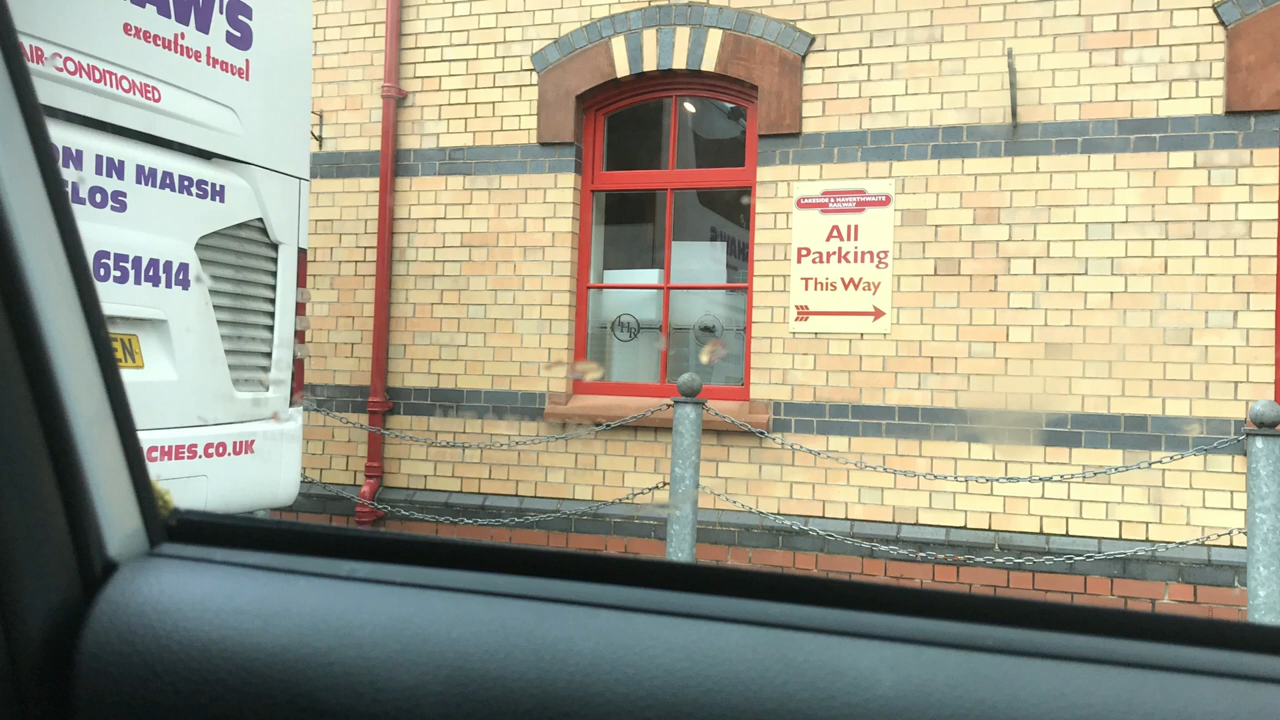 AW'S
executive travel
AIR-CONDITIONED
ON IN MARSH
LOS
651414
EN
CHES.CO.UK
LAKESIDE & HAVERTHWAITE
RAILWAY
All
Parking
This Way
LHR